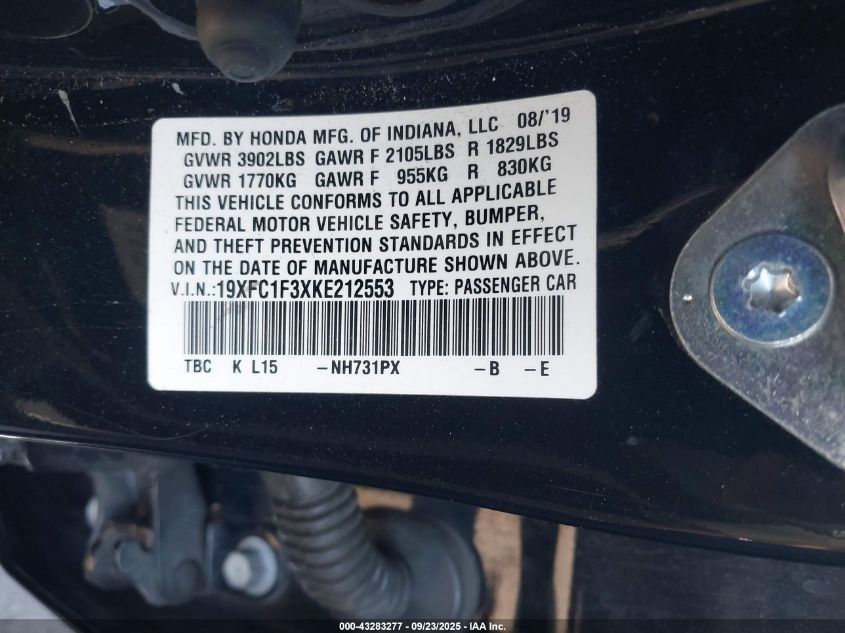 MFD. BY HONDA MFG. OF INDIANA, LLC 08/'19
GVWR 3902LBS GAWR F 2105LBS R 1829LBS
GVWR 1770KG GAWR F 955KG R 830KG
THIS VEHICLE CONFORMS TO ALL APPLICABLE
FEDERAL MOTOR VEHICLE SAFETY, BUMPER,
AND THEFT PREVENTION STANDARDS IN EFFECT
ON THE DATE OF MANUFACTURE SHOWN ABOVE.
V.I.N.:19XFC1F3XKE212553 TYPE: PASSENGER CAR
TBC K L15 -NH731PX -B -E
000-43283277 - 09/23/2025 - IAA Inc.